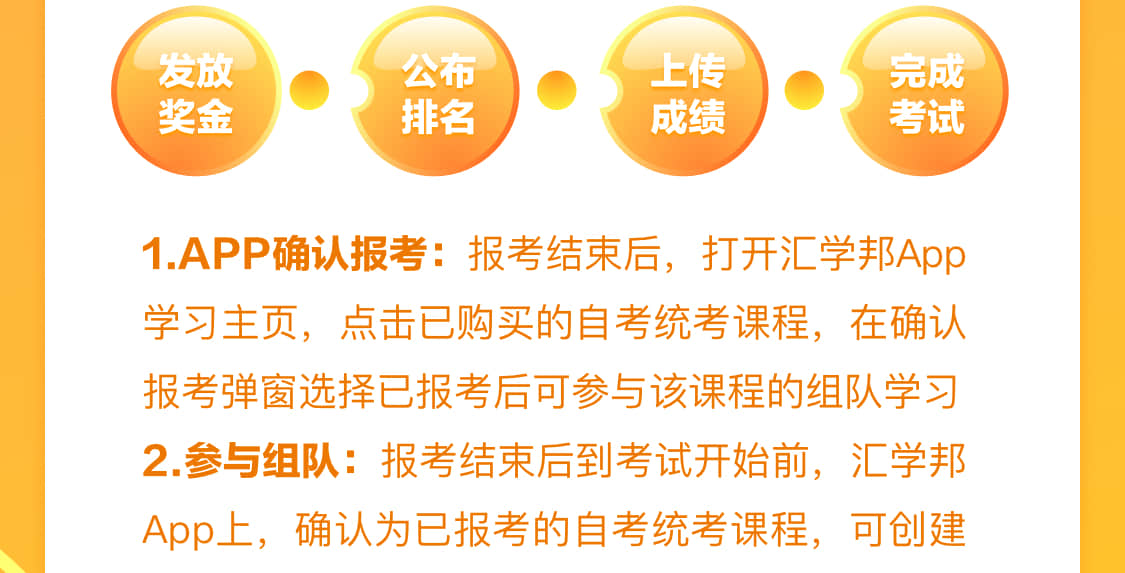 发放
奖金
公布
排名
上传
成绩
完成
考试
1.APP确认报考：报考结束后，打开汇学邦App
学习主页，点击已购买的自考统考课程，在确认
报考弹窗选择已报考后可参与该课程的组队学习
2.参与组队：报考结束后到考试开始前，汇学邦
App上，确认为已报考的自考统考课程，可创建